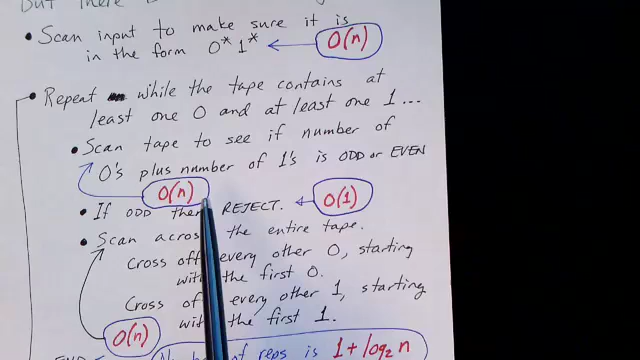 But there
• Scan input to make sure it is
in the form 0*1* ← O(n)
• Repeat while the tape contains at
least one 0 and at least one 1...
• Scan tape to see if number of
0's plus number of 1's is ODD or EVEN
O(n)
• If ODD then REJECT. ← O(1)
• Scan across the entire tape.
Cross off every other 0, starting
with the first 0.
Cross off every other 1, starting
with the first 1.
O(n)
of reps is 1 + log₂ n